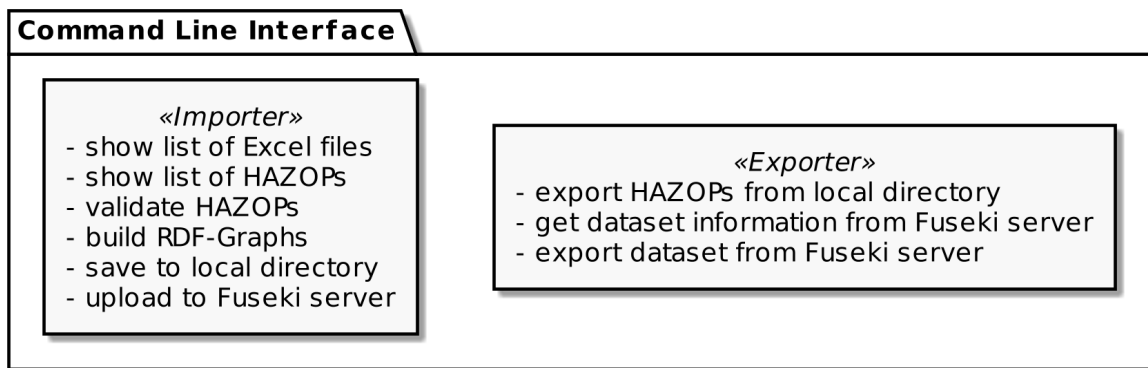 Command Line Interface
«Importer»
- show list of Excel files
- show list of HAZOPs
- validate HAZOPs
- build RDF-Graphs
- save to local directory
- upload to Fuseki server
«Exporter»
- export HAZOPs from local directory
- get dataset information from Fuseki server
- export dataset from Fuseki server